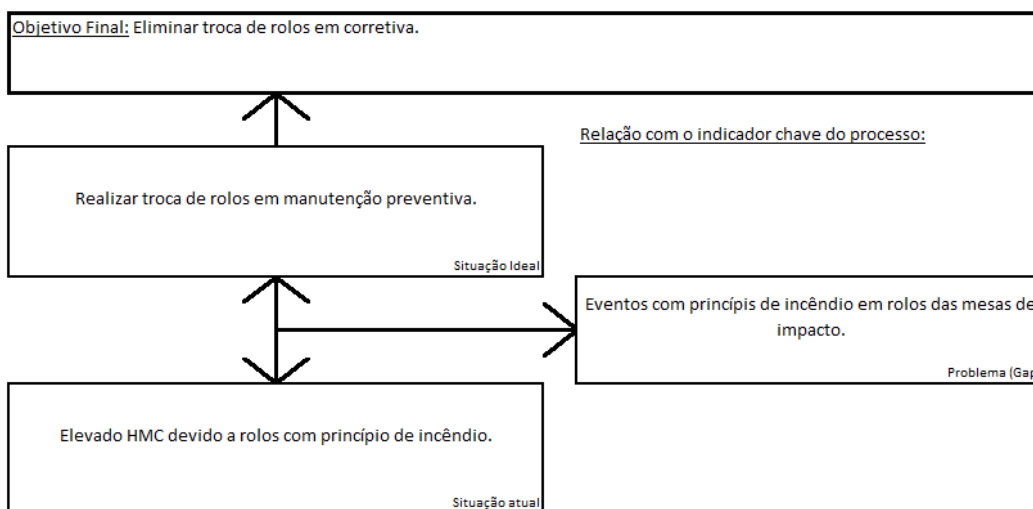 Objetivo Final: Eliminar troca de rolos em corretiva.
Relação com o indicador chave do processo:
Realizar troca de rolos em manutenção preventiva.
Situação Ideal
Eventos com princípis de incêndio em rolos das mesas de
impacto.
Problema (Gap
Elevado HMC devido a rolos com princípio de incêndio.
Situação atual